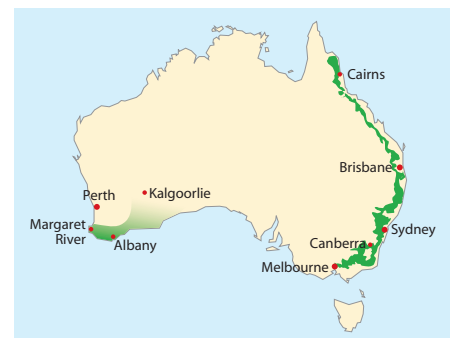 Cairns
Brisbane
Perth
Kalgoorlie
Margaret
River
Albany
Sydney
Canberra
Melbourne